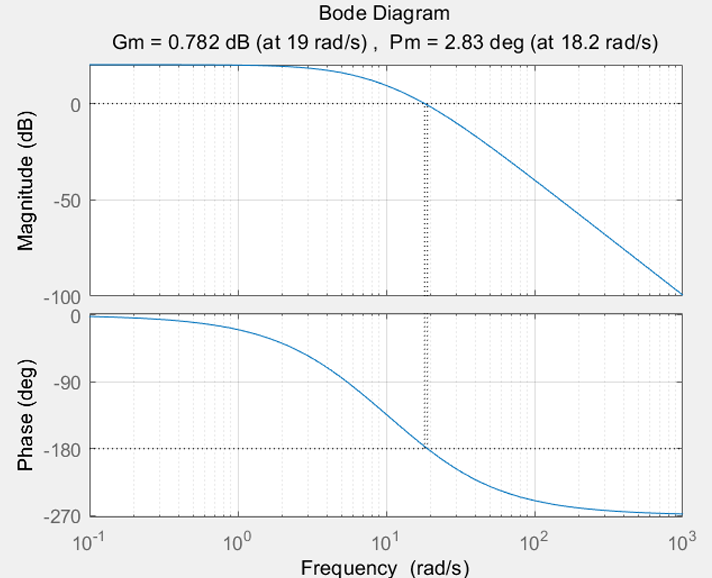 Bode Diagram
Gm = 0.782 dB (at 19 rad/s) ,  Pm = 2.83 deg (at 18.2 rad/s)
Magnitude (dB)
0
-50
-100
Phase (deg)
0
-90
-180
-270
10^-1 10^0 10^1 10^2 10^3
Frequency (rad/s)